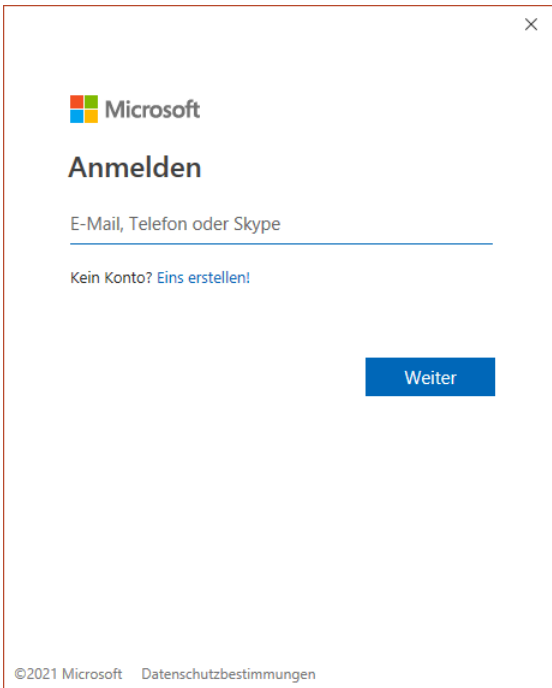 Microsoft
Anmelden
E-Mail, Telefon oder Skype
Kein Konto? Eins erstellen!
Weiter
©2021 Microsoft Datenschutzbestimmungen